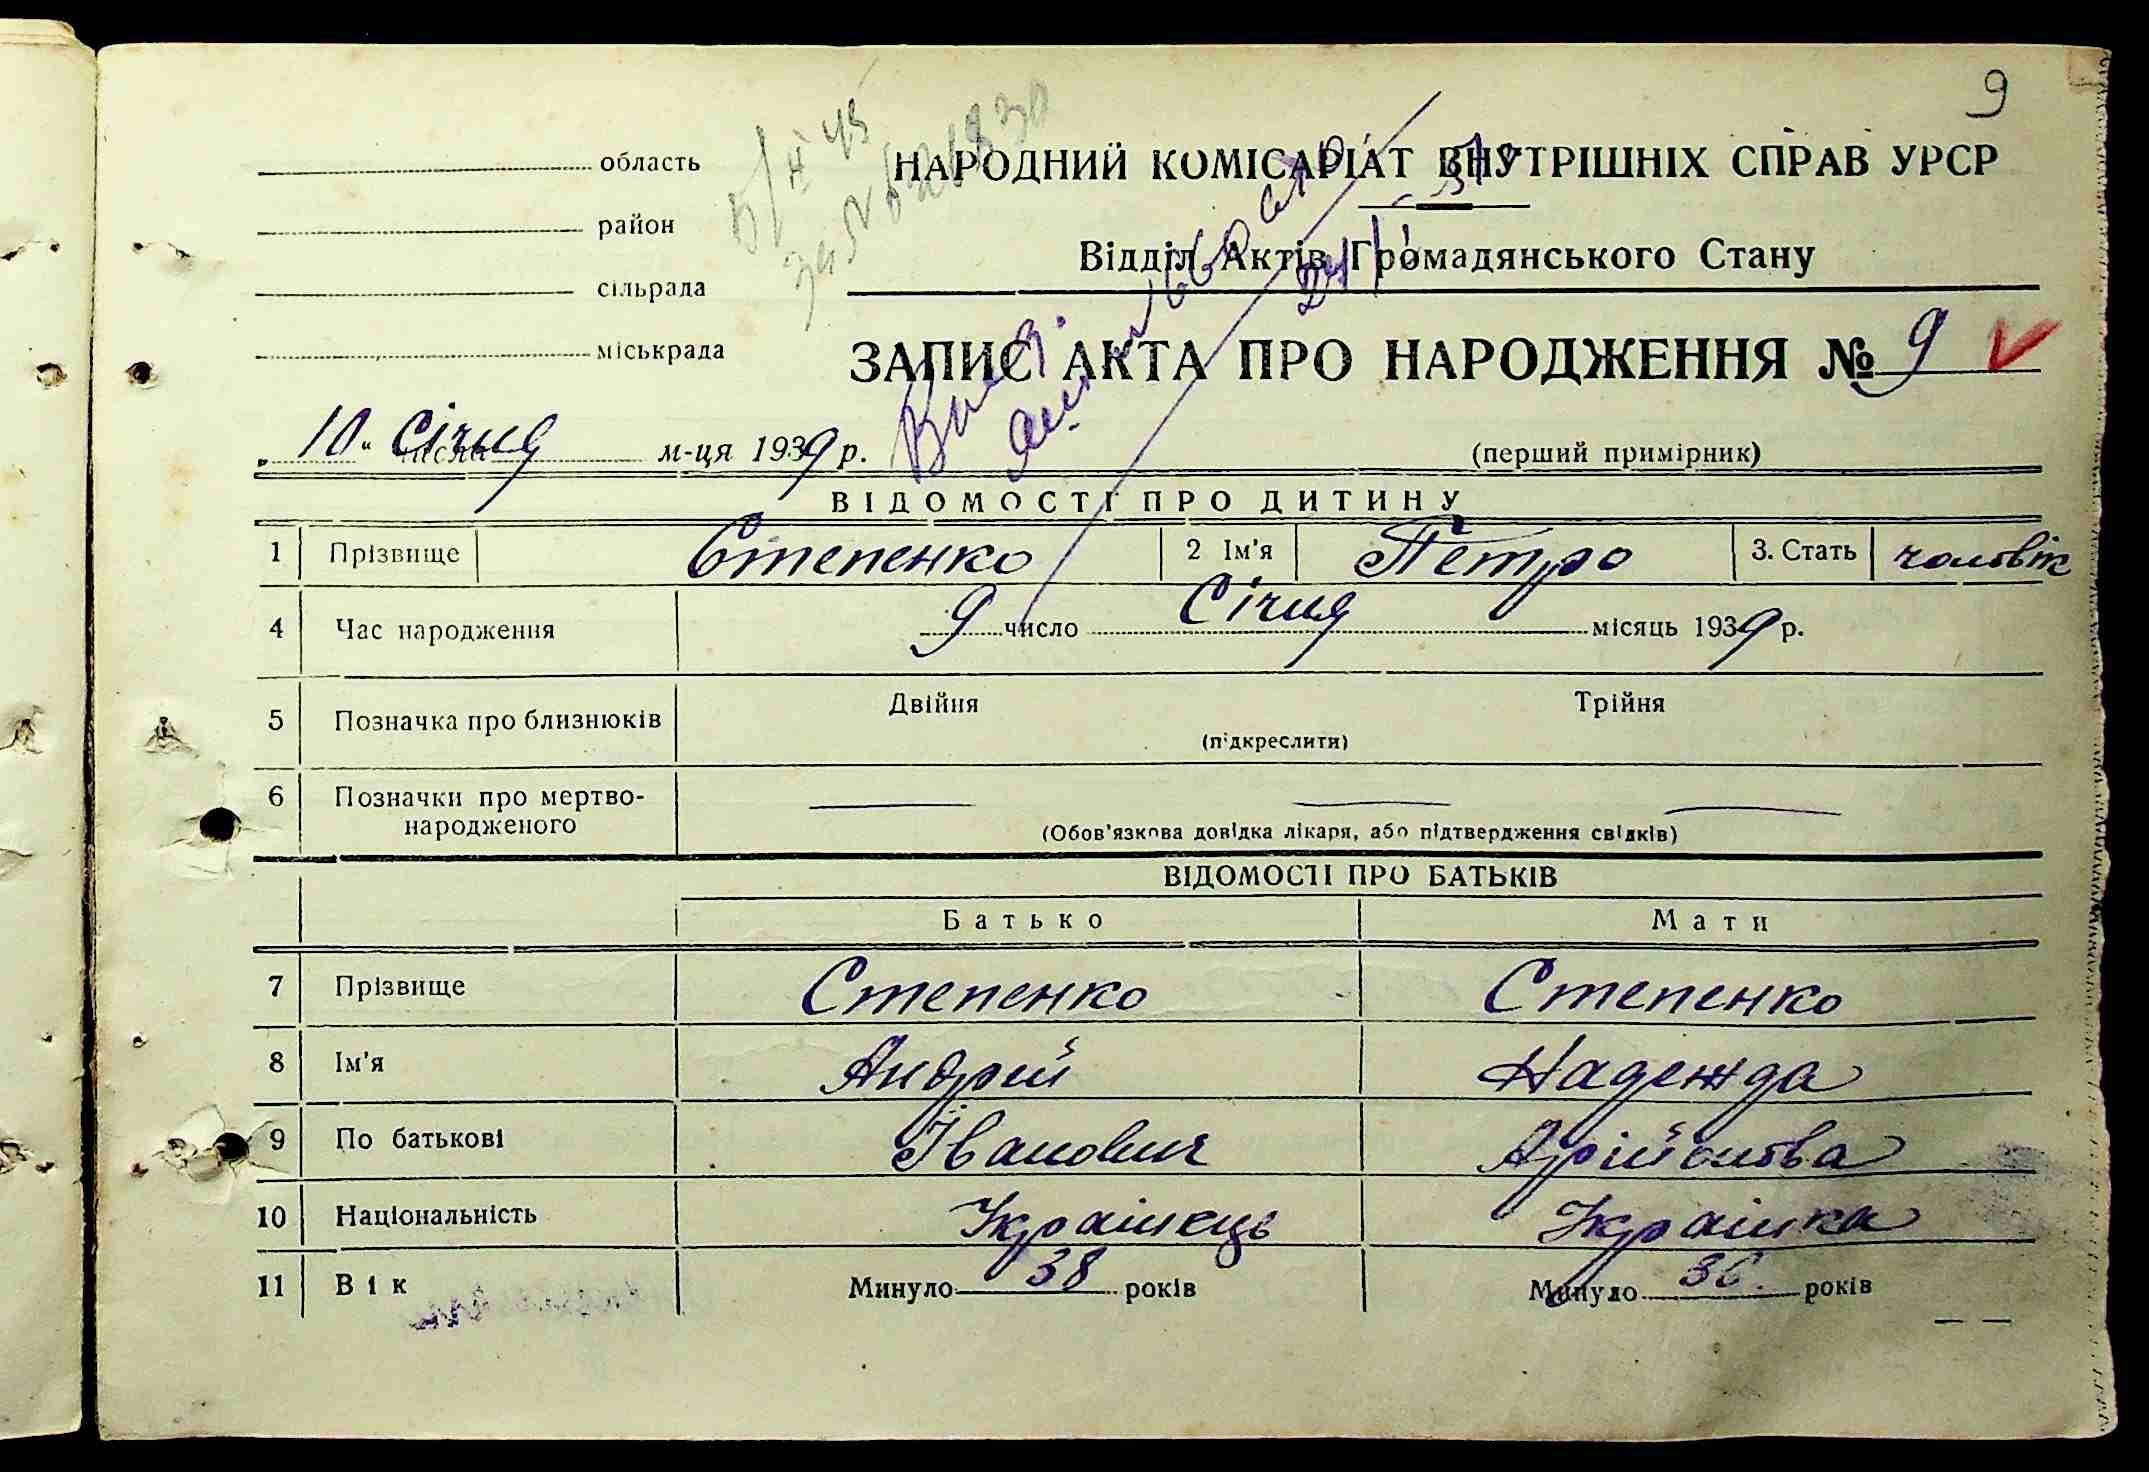 9
область
НАРОДНИЙ КОМІСАРІАТ ВНУТРІШНІХ СПРАВ УРСР
район
Відділ Актів Громадянського Стану
сільрада
міськрада
ЗАПИС АКТА ПРО НАРОДЖЕННЯ № 9
„10“ Січня числа м-ця 1939 р.
(перший примірник)
ВІДОМОСТІ ПРО ДИТИНУ
1 Прізвище Степенко 2 Ім'я Петро 3. Стать
4 Час народження 9 число Січня місяць 1939 р.
5 Позначка про близнюків Двійня Трійня
(підкреслити)
6 Позначки про мертво-
народженого
(Обов'язкова довідка лікаря, або підтвердження свідків)
ВІДОМОСТІ ПРО БАТЬКІВ
Батько Мати
7 Прізвище Степенко Степенко
8 Ім'я Андрій Надежда
9 По батькові Іванович
10 Національність Українець Українка
11 Вік Минуло 38 років Минуло 36 років